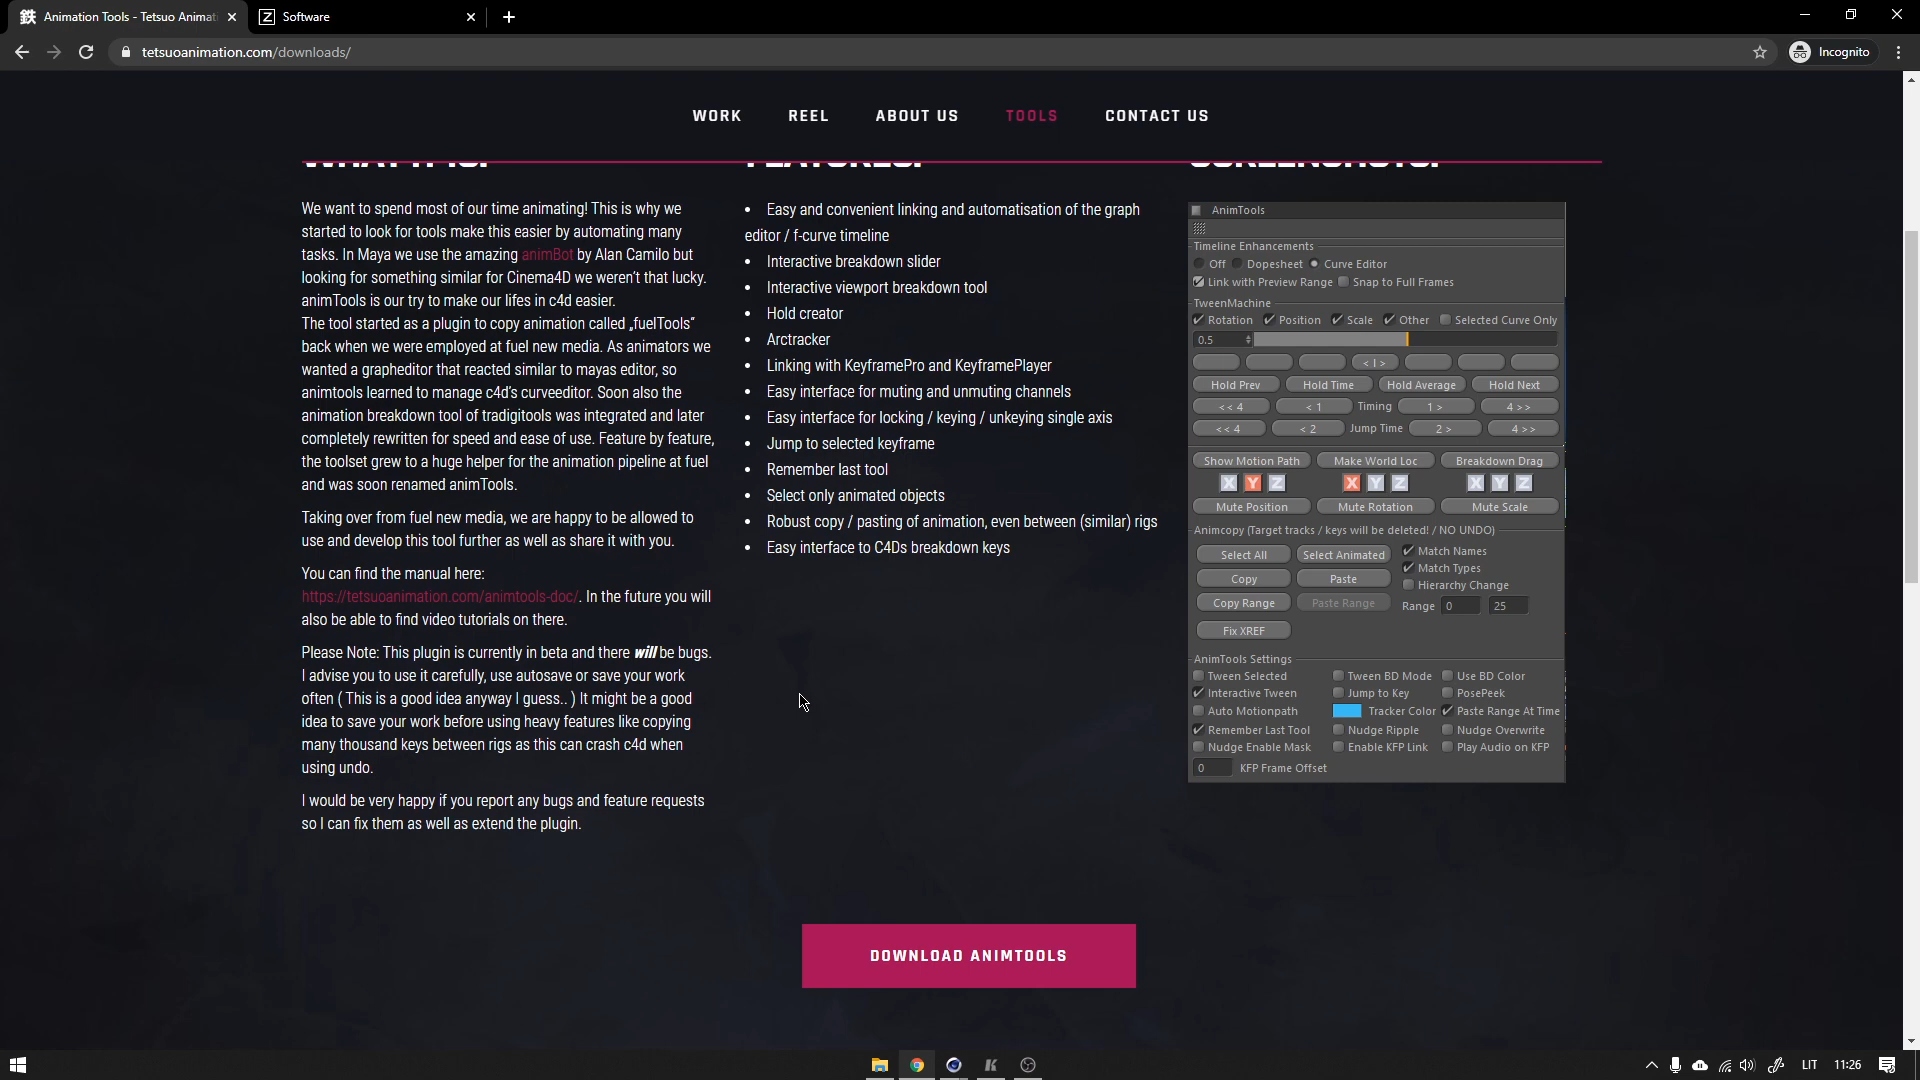 Animation Tools - Tetsuo Animati
Software
tetsuoanimation.com/downloads/
Incognito
WORK REEL ABOUT US TOOLS CONTACT US
WHAT IT IS: FEATURES: SCREENSHOTS:
We want to spend most of our time animating! This is why we
started to look for tools make this easier by automating many
tasks. In Maya we use the amazing animBot by Alan Camilo but
looking for something similar for Cinema4D we weren't that lucky.
animTools is our try to make our lifes in c4d easier.
The tool started as a plugin to copy animation called „fuelTools“
back when we were employed at fuel new media. As animators we
wanted a grapheditor that reacted similar to mayas editor, so
animtools learned to manage c4d's curveeditor. Soon also the
animation breakdown tool of tradigitools was integrated and later
completely rewritten for speed and ease of use. Feature by feature,
the toolset grew to a huge helper for the animation pipeline at fuel
and was soon renamed animTools.
Taking over from fuel new media, we are happy to be allowed to
use and develop this tool further as well as share it with you.
You can find the manual here:
https://tetsuoanimation.com/animtools-doc/. In the future you will
also be able to find video tutorials on there.
Please Note: This plugin is currently in beta and there will be bugs.
I advise you to use it carefully, use autosave or save your work
often ( This is a good idea anyway I guess.. ) It might be a good
idea to save your work before using heavy features like copying
many thousand keys between rigs as this can crash c4d when
using undo.
I would be very happy if you report any bugs and feature requests
so I can fix them as well as extend the plugin.
• Easy and convenient linking and automatisation of the graph
editor / f-curve timeline
• Interactive breakdown slider
• Interactive viewport breakdown tool
• Hold creator
• Arctracker
• Linking with KeyframePro and KeyframePlayer
• Easy interface for muting and unmuting channels
• Easy interface for locking / keying / unkeying single axis
• Jump to selected keyframe
• Remember last tool
• Select only animated objects
• Robust copy / pasting of animation, even between (similar) rigs
• Easy interface to C4Ds breakdown keys
AnimTools
Timeline Enhancements
Off Dopesheet Curve Editor
Link with Preview Range Snap to Full Frames
TweenMachine
Rotation Position Scale Other Selected Curve Only
0.5
< I >
Hold Prev Hold Time Hold Average Hold Next
<< 4 < 1 Timing 1 > 4 >>
<< 4 < 2 Jump Time 2 > 4 >>
Show Motion Path Make World Loc Breakdown Drag
X Y Z X Y Z X Y Z
Mute Position Mute Rotation Mute Scale
Animcopy (Target tracks / keys will be deleted! / NO UNDO)
Select All Select Animated Match Names
Match Types
Copy Paste Hierarchy Change
Copy Range Paste Range Range 0 25
Fix XREF
AnimTools Settings
Tween Selected Tween BD Mode Use BD Color
Interactive Tween Jump to Key PosePeek
Auto Motionpath Tracker Color Paste Range At Time
Remember Last Tool Nudge Ripple Nudge Overwrite
Nudge Enable Mask Enable KFP Link Play Audio on KFP
0 KFP Frame Offset
DOWNLOAD ANIMTOOLS
LIT 11:26